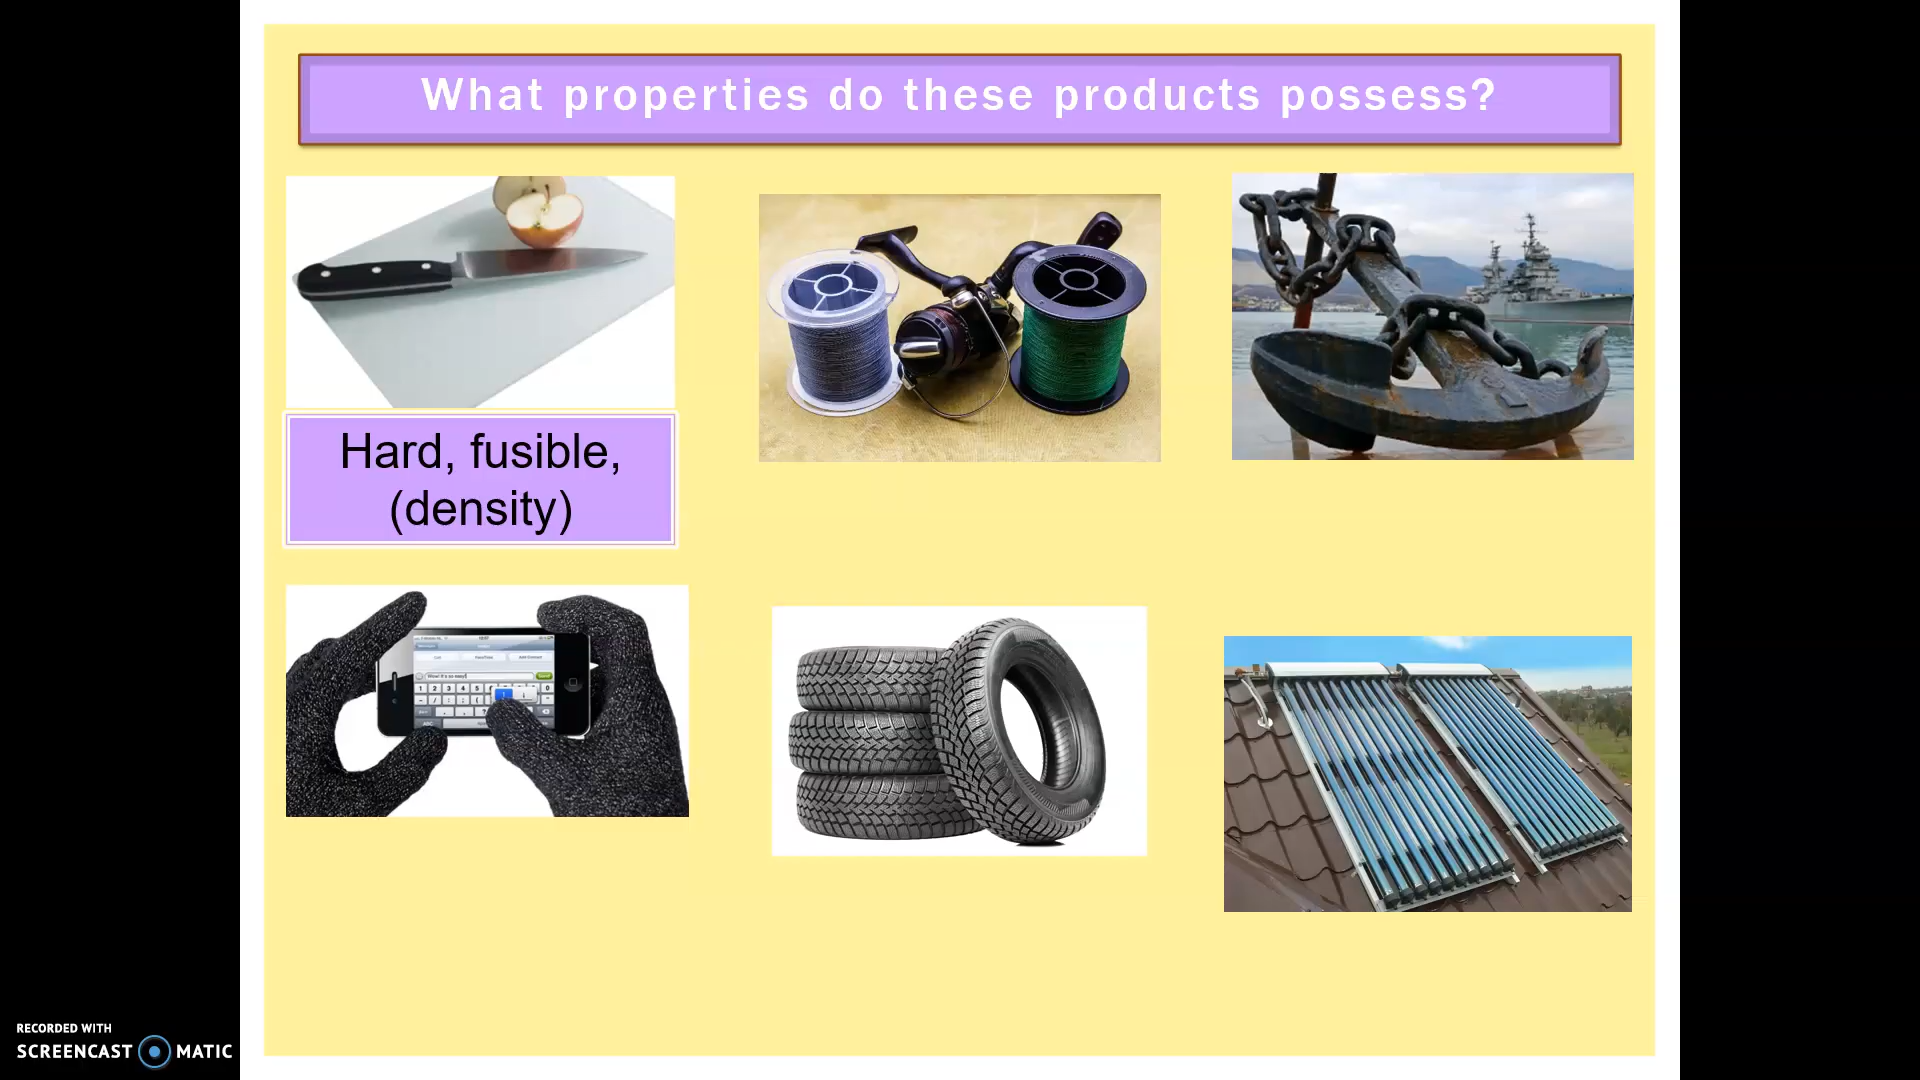 What properties do these products possess?
Hard, fusible,
(density)
RECORDED WITH
SCREENCAST MATIC